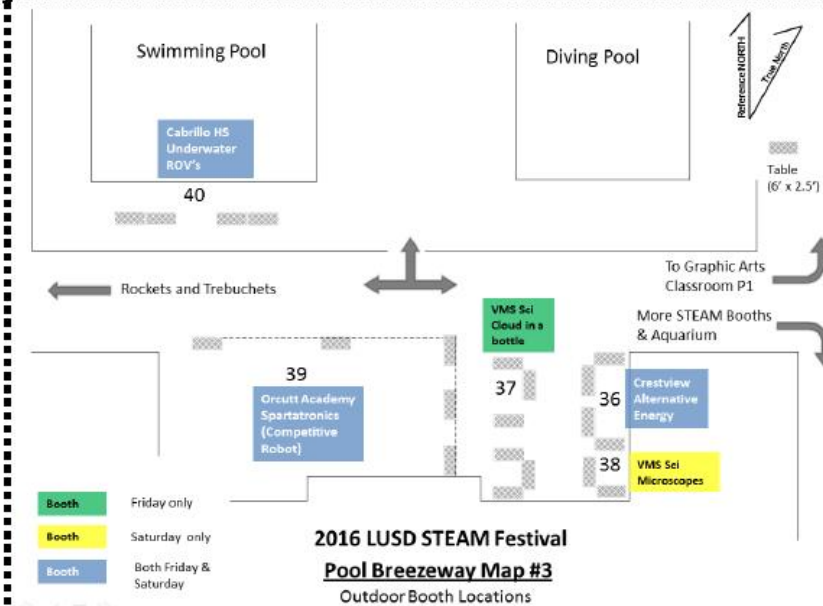 Swimming Pool
Diving Pool
Reference NORTH
True North
Cabrillo HS
Underwater
ROV's
40
Table
(6' x 2.5')
Rockets and Trebuchets
To Graphic Arts
Classroom P1
More STEAM Booths
& Aquarium
VMS Sci
Cloud in a
bottle
39
Orcutt Academy
Spartatronics
(Competitive
Robot)
37
36
Crestview
Alternative
Energy
38
VMS Sci
Microscopes
Booth
Friday only
Booth
Saturday only
Booth
Both Friday &
Saturday
2016 LUSD STEAM Festival
Pool Breezeway Map #3
Outdoor Booth Locations